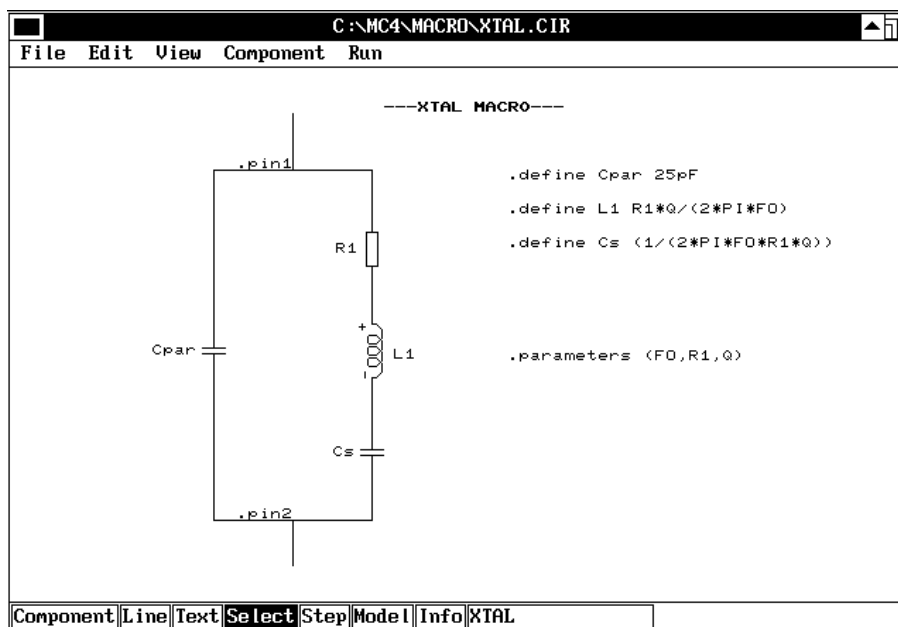 C:\MC4\MACRO\XTAL.CIR
File Edit View Component Run
---XTAL MACRO---
.pin1
.define Cpar 25pF
.define L1 R1*Q/(2*PI*F0)
.define Cs (1/(2*PI*F0*R1*Q))
R1
+
Cpar
L1
.parameters (F0,R1,Q)
-
Cs
.pin2
Component Line Text Select Step Model Info XTAL